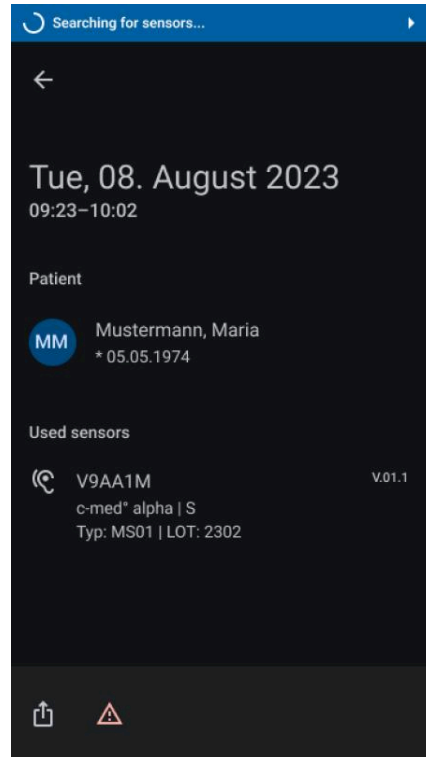 Searching for sensors...
Tue, 08. August 2023
09:23–10:02
Patient
MM
Mustermann, Maria
* 05.05.1974
Used sensors
V9AA1M
V.01.1
c-med° alpha | S
Typ: MS01 | LOT: 2302